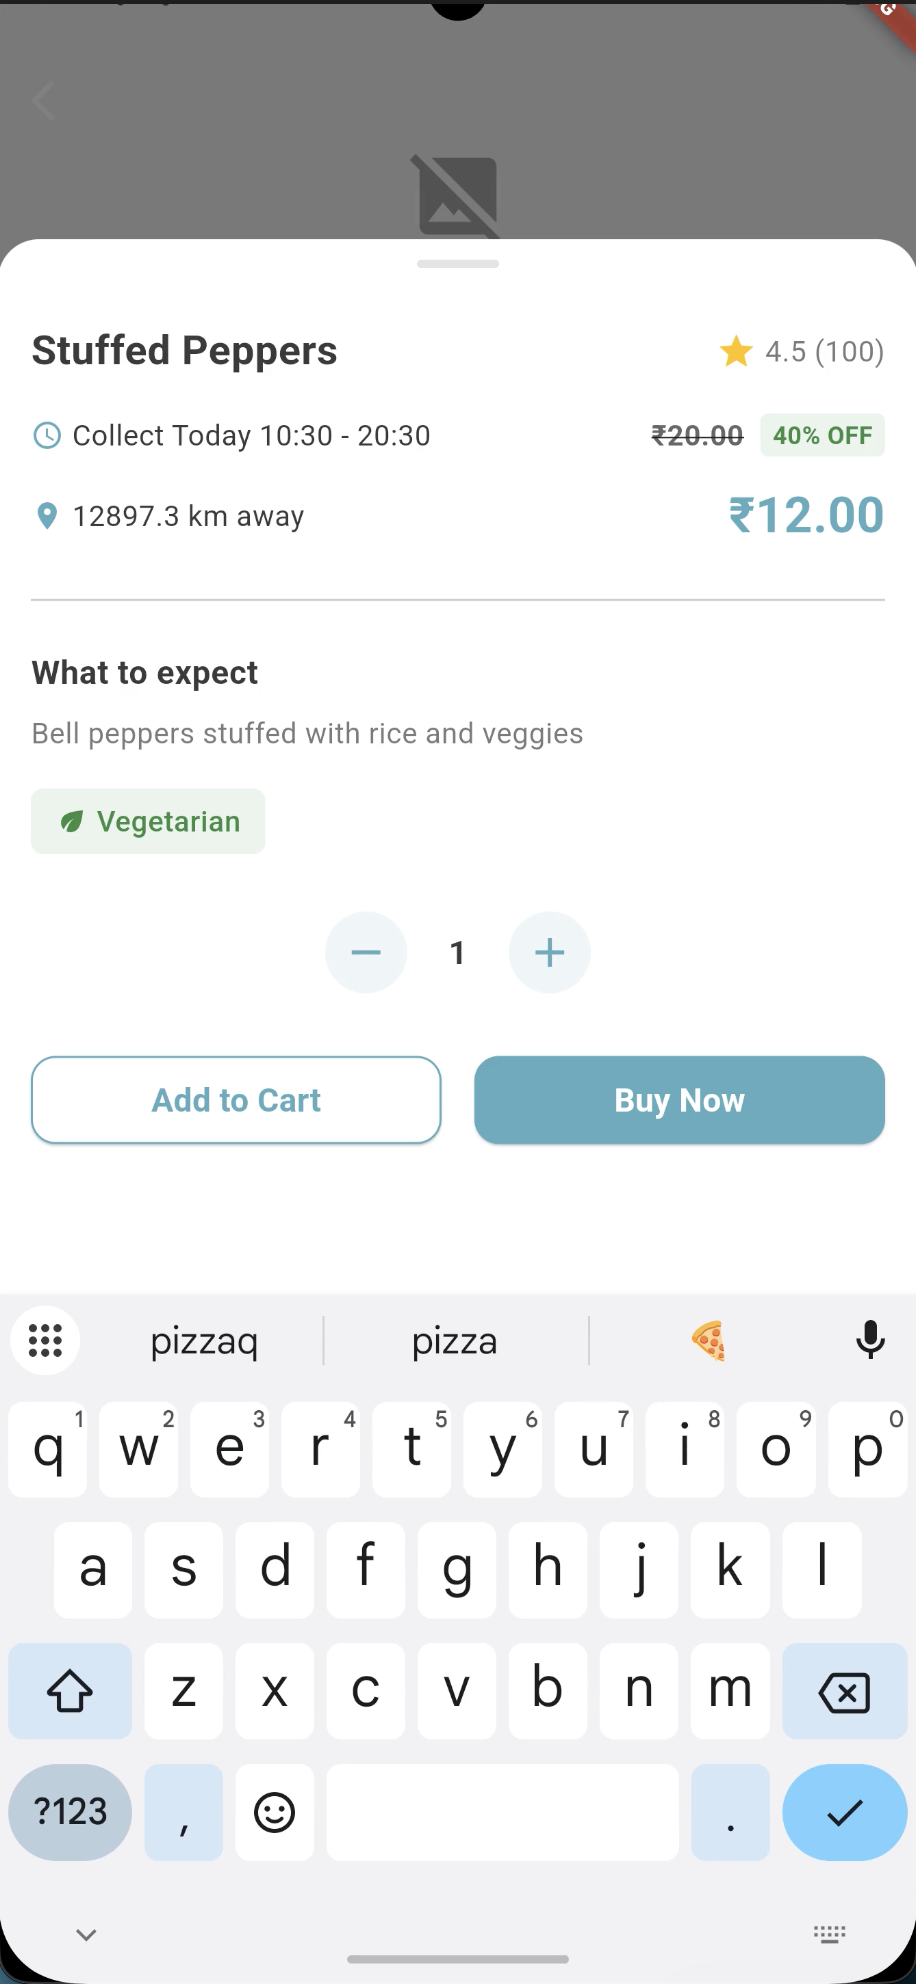 G
Stuffed Peppers
4.5 (100)
Collect Today 10:30 - 20:30
₹20.00 40% OFF
12897.3 km away
₹12.00
What to expect
Bell peppers stuffed with rice and veggies
Vegetarian
1
Add to Cart
Buy Now
pizzaq pizza 🍕
q 1 w 2 e 3 r 4 t 5 y 6 u 7 i 8 o 9 p 0
a s d f g h j k l
z x c v b n m
?123 , .